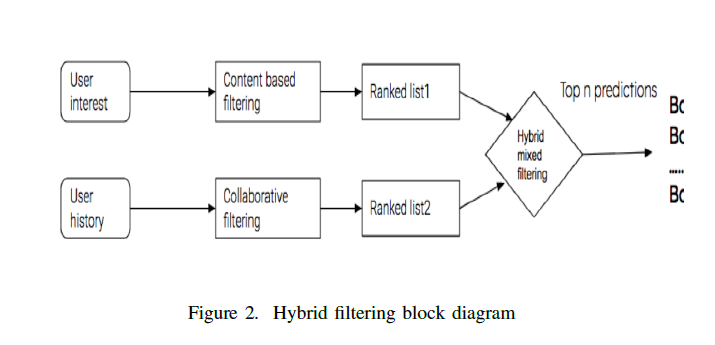 User
interest
Content based
filtering
Ranked list1
User
history
Collaborative
filtering
Ranked list2
Hybrid
mixed
filtering
Top n predictions
.....
Figure 2. Hybrid filtering block diagram